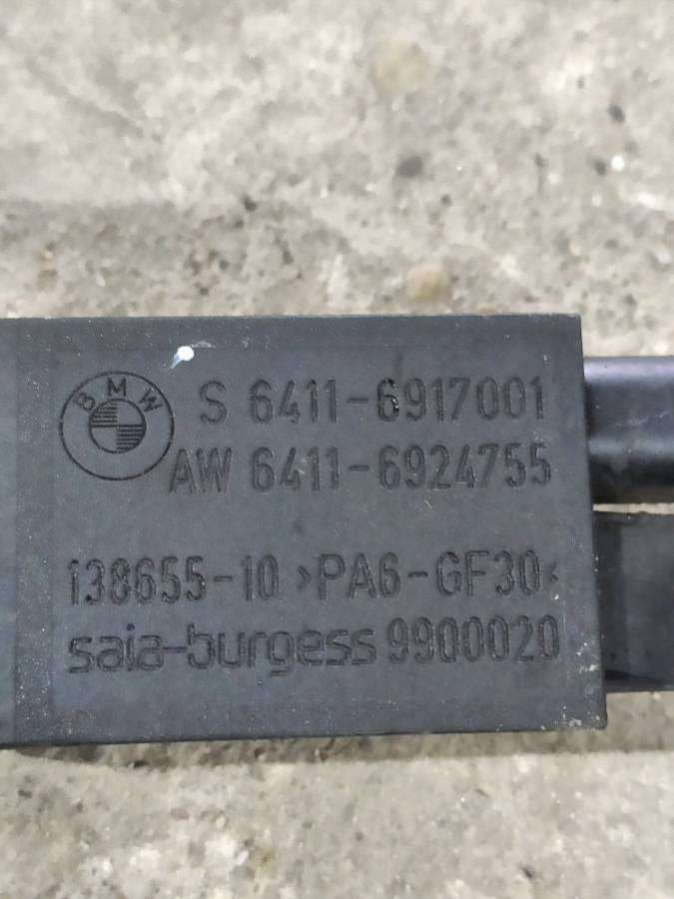 BMW
S 6411-6917001
AW 6411-6924755
138655-10 >PA6-GF30<
saia-burgess 9900020